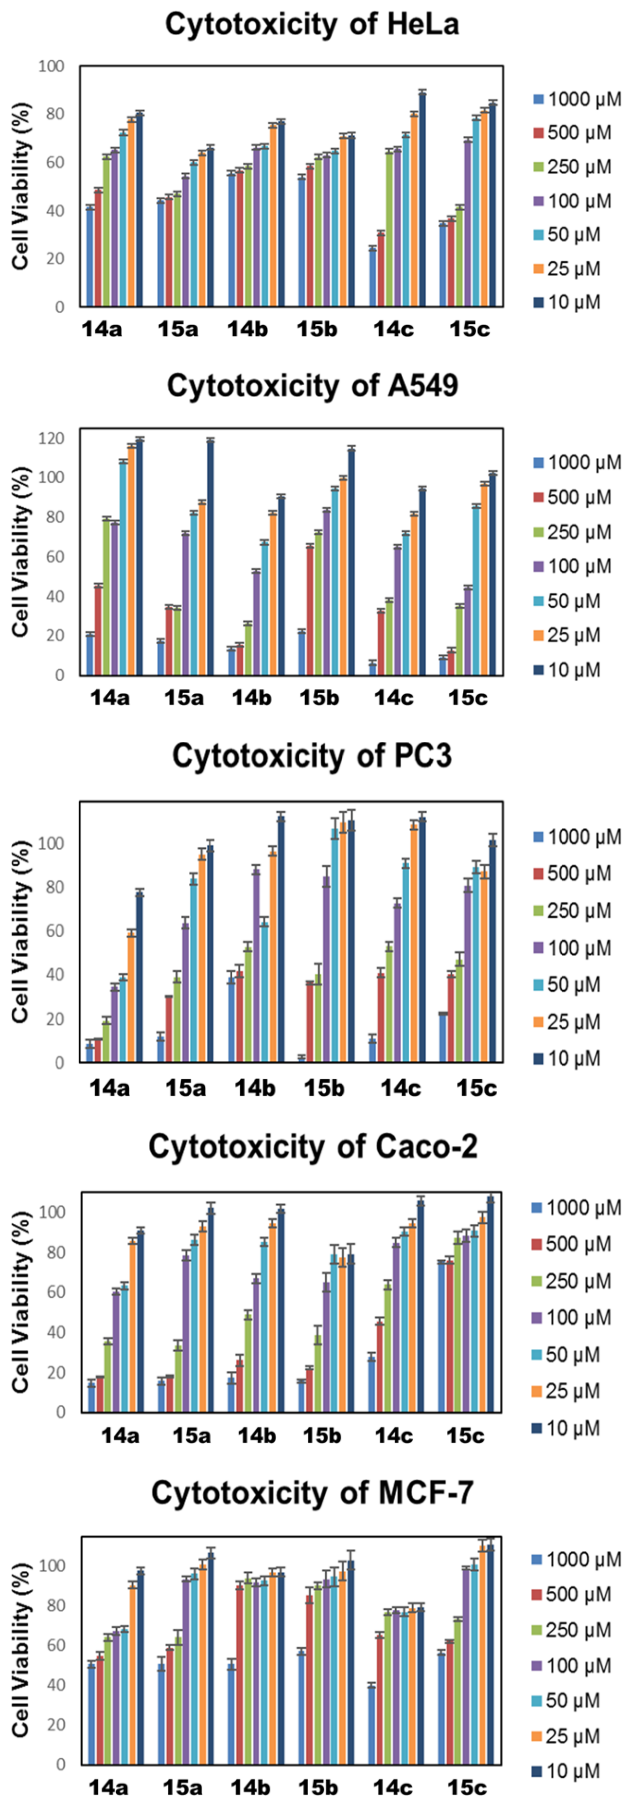 Cytotoxicity of HeLa
Cell Viability (%)
100
80
60
40
20
0
14a 15a 14b 15b 14c 15c
1000 µM
500 µM
250 µM
100 µM
50 µM
25 µM
10 µM
Cytotoxicity of A549
Cell Viability (%)
120
100
80
60
40
20
0
14a 15a 14b 15b 14c 15c
1000 µM
500 µM
250 µM
100 µM
50 µM
25 µM
10 µM
Cytotoxicity of PC3
Cell Viability (%)
100
80
60
40
20
0
14a 15a 14b 15b 14c 15c
1000 µM
500 µM
250 µM
100 µM
50 µM
25 µM
10 µM
Cytotoxicity of Caco-2
Cell Viability (%)
100
80
60
40
20
0
14a 15a 14b 15b 14c 15c
1000 µM
500 µM
250 µM
100 µM
50 µM
25 µM
10 µM
Cytotoxicity of MCF-7
Cell Viability (%)
100
80
60
40
20
0
14a 15a 14b 15b 14c 15c
1000 µM
500 µM
250 µM
100 µM
50 µM
25 µM
10 µM